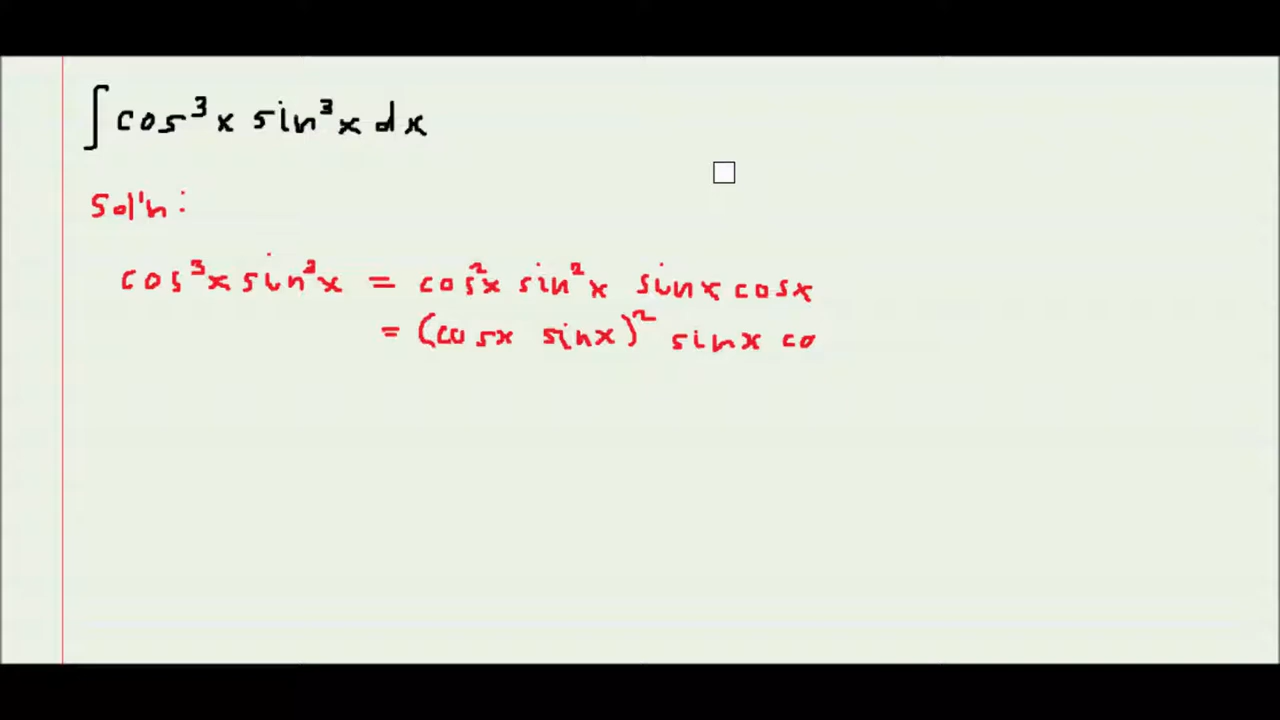 ∫cos³x sin³x dx
Sol'n:
cos³x sin³x = cos²x sin²x sinx cosx
= (cosx sinx)² sinx co